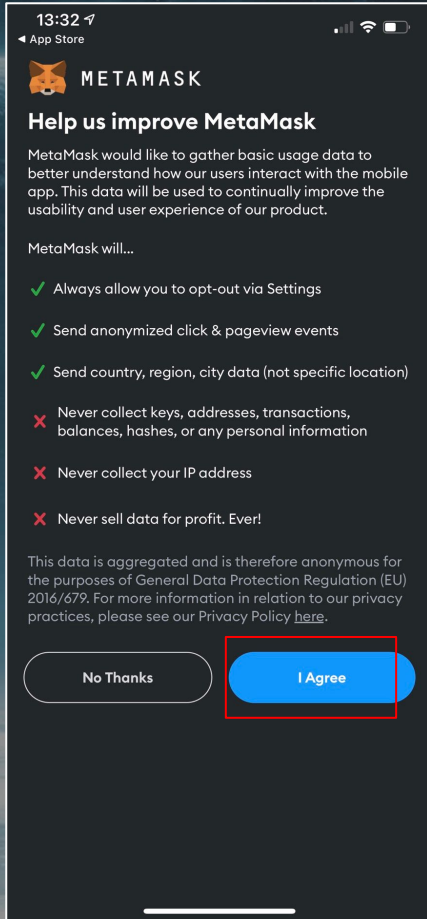 13:32
App Store
METAMASK
Help us improve MetaMask
MetaMask would like to gather basic usage data to
better understand how our users interact with the mobile
app. This data will be used to continually improve the
usability and user experience of our product.
MetaMask will...
Always allow you to opt-out via Settings
Send anonymized click & pageview events
Send country, region, city data (not specific location)
Never collect keys, addresses, transactions,
balances, hashes, or any personal information
Never collect your IP address
Never sell data for profit. Ever!
This data is aggregated and is therefore anonymous for
the purposes of General Data Protection Regulation (EU)
2016/679. For more information in relation to our privacy
practices, please see our Privacy Policy here.
No Thanks
I Agree